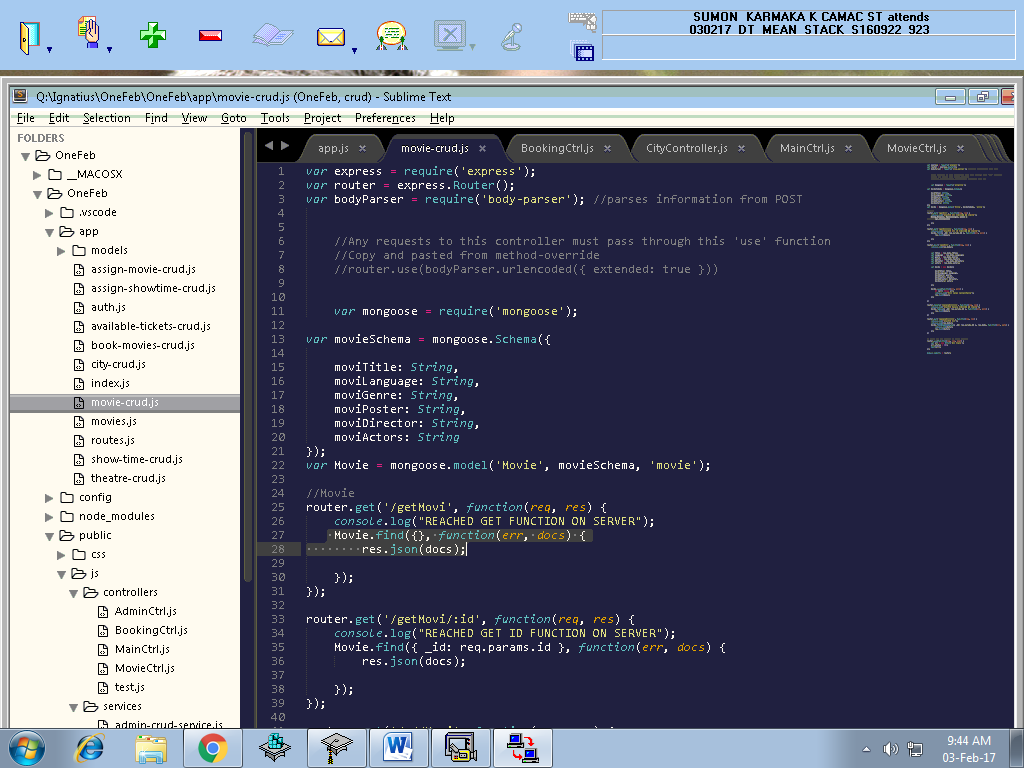 SUMON KARMAKA K CAMAC ST attends
030217_DT_MEAN_STACK_S160922_923
Q:\Ignatius\OneFeb\OneFeb\app\movie-crud.js (OneFeb, crud) - Sublime Text
File Edit Selection Find View Goto Tools Project Preferences Help
FOLDERS
OneFeb
__MACOSX
OneFeb
.vscode
app
models
assign-movie-crud.js
assign-showtime-crud.js
auth.js
available-tickets-crud.js
book-movies-crud.js
city-crud.js
index.js
movie-crud.js
movies.js
routes.js
show-time-crud.js
theatre-crud.js
config
node_modules
public
css
js
controllers
AdminCtrl.js
BookingCtrl.js
MainCtrl.js
MovieCtrl.js
test.js
services
admin-crud-service.js
app.js × movie-crud.js × BookingCtrl.js × CityController.js × MainCtrl.js × MovieCtrl.js ×
1 var express = require('express');
2 var router = express.Router();
3 var bodyParser = require('body-parser'); //parses information from POST
4
5
6 //Any requests to this controller must pass through this 'use' function
7 //Copy and pasted from method-override
8 //router.use(bodyParser.urlencoded({ extended: true }))
9
10
11 var mongoose = require('mongoose');
12
13 var movieSchema = mongoose.Schema({
14
15 moviTitle: String,
16 moviLanguage: String,
17 moviGenre: String,
18 moviPoster: String,
19 moviDirector: String,
20 moviActors: String
21 });
22 var Movie = mongoose.model('Movie', movieSchema, 'movie');
23
24 //Movie
25 router.get('/getMovi', function(req, res) {
26 console.log("REACHED GET FUNCTION ON SERVER");
27 Movie.find({}, function(err, docs) {
28 res.json(docs);
29
30 });
31 });
32
33 router.get('/getMovi/:id', function(req, res) {
34 console.log("REACHED GET ID FUNCTION ON SERVER");
35 Movie.find({ _id: req.params.id }, function(err, docs) {
36 res.json(docs);
37
38 });
39 });
40
9:44 AM
03-Feb-17